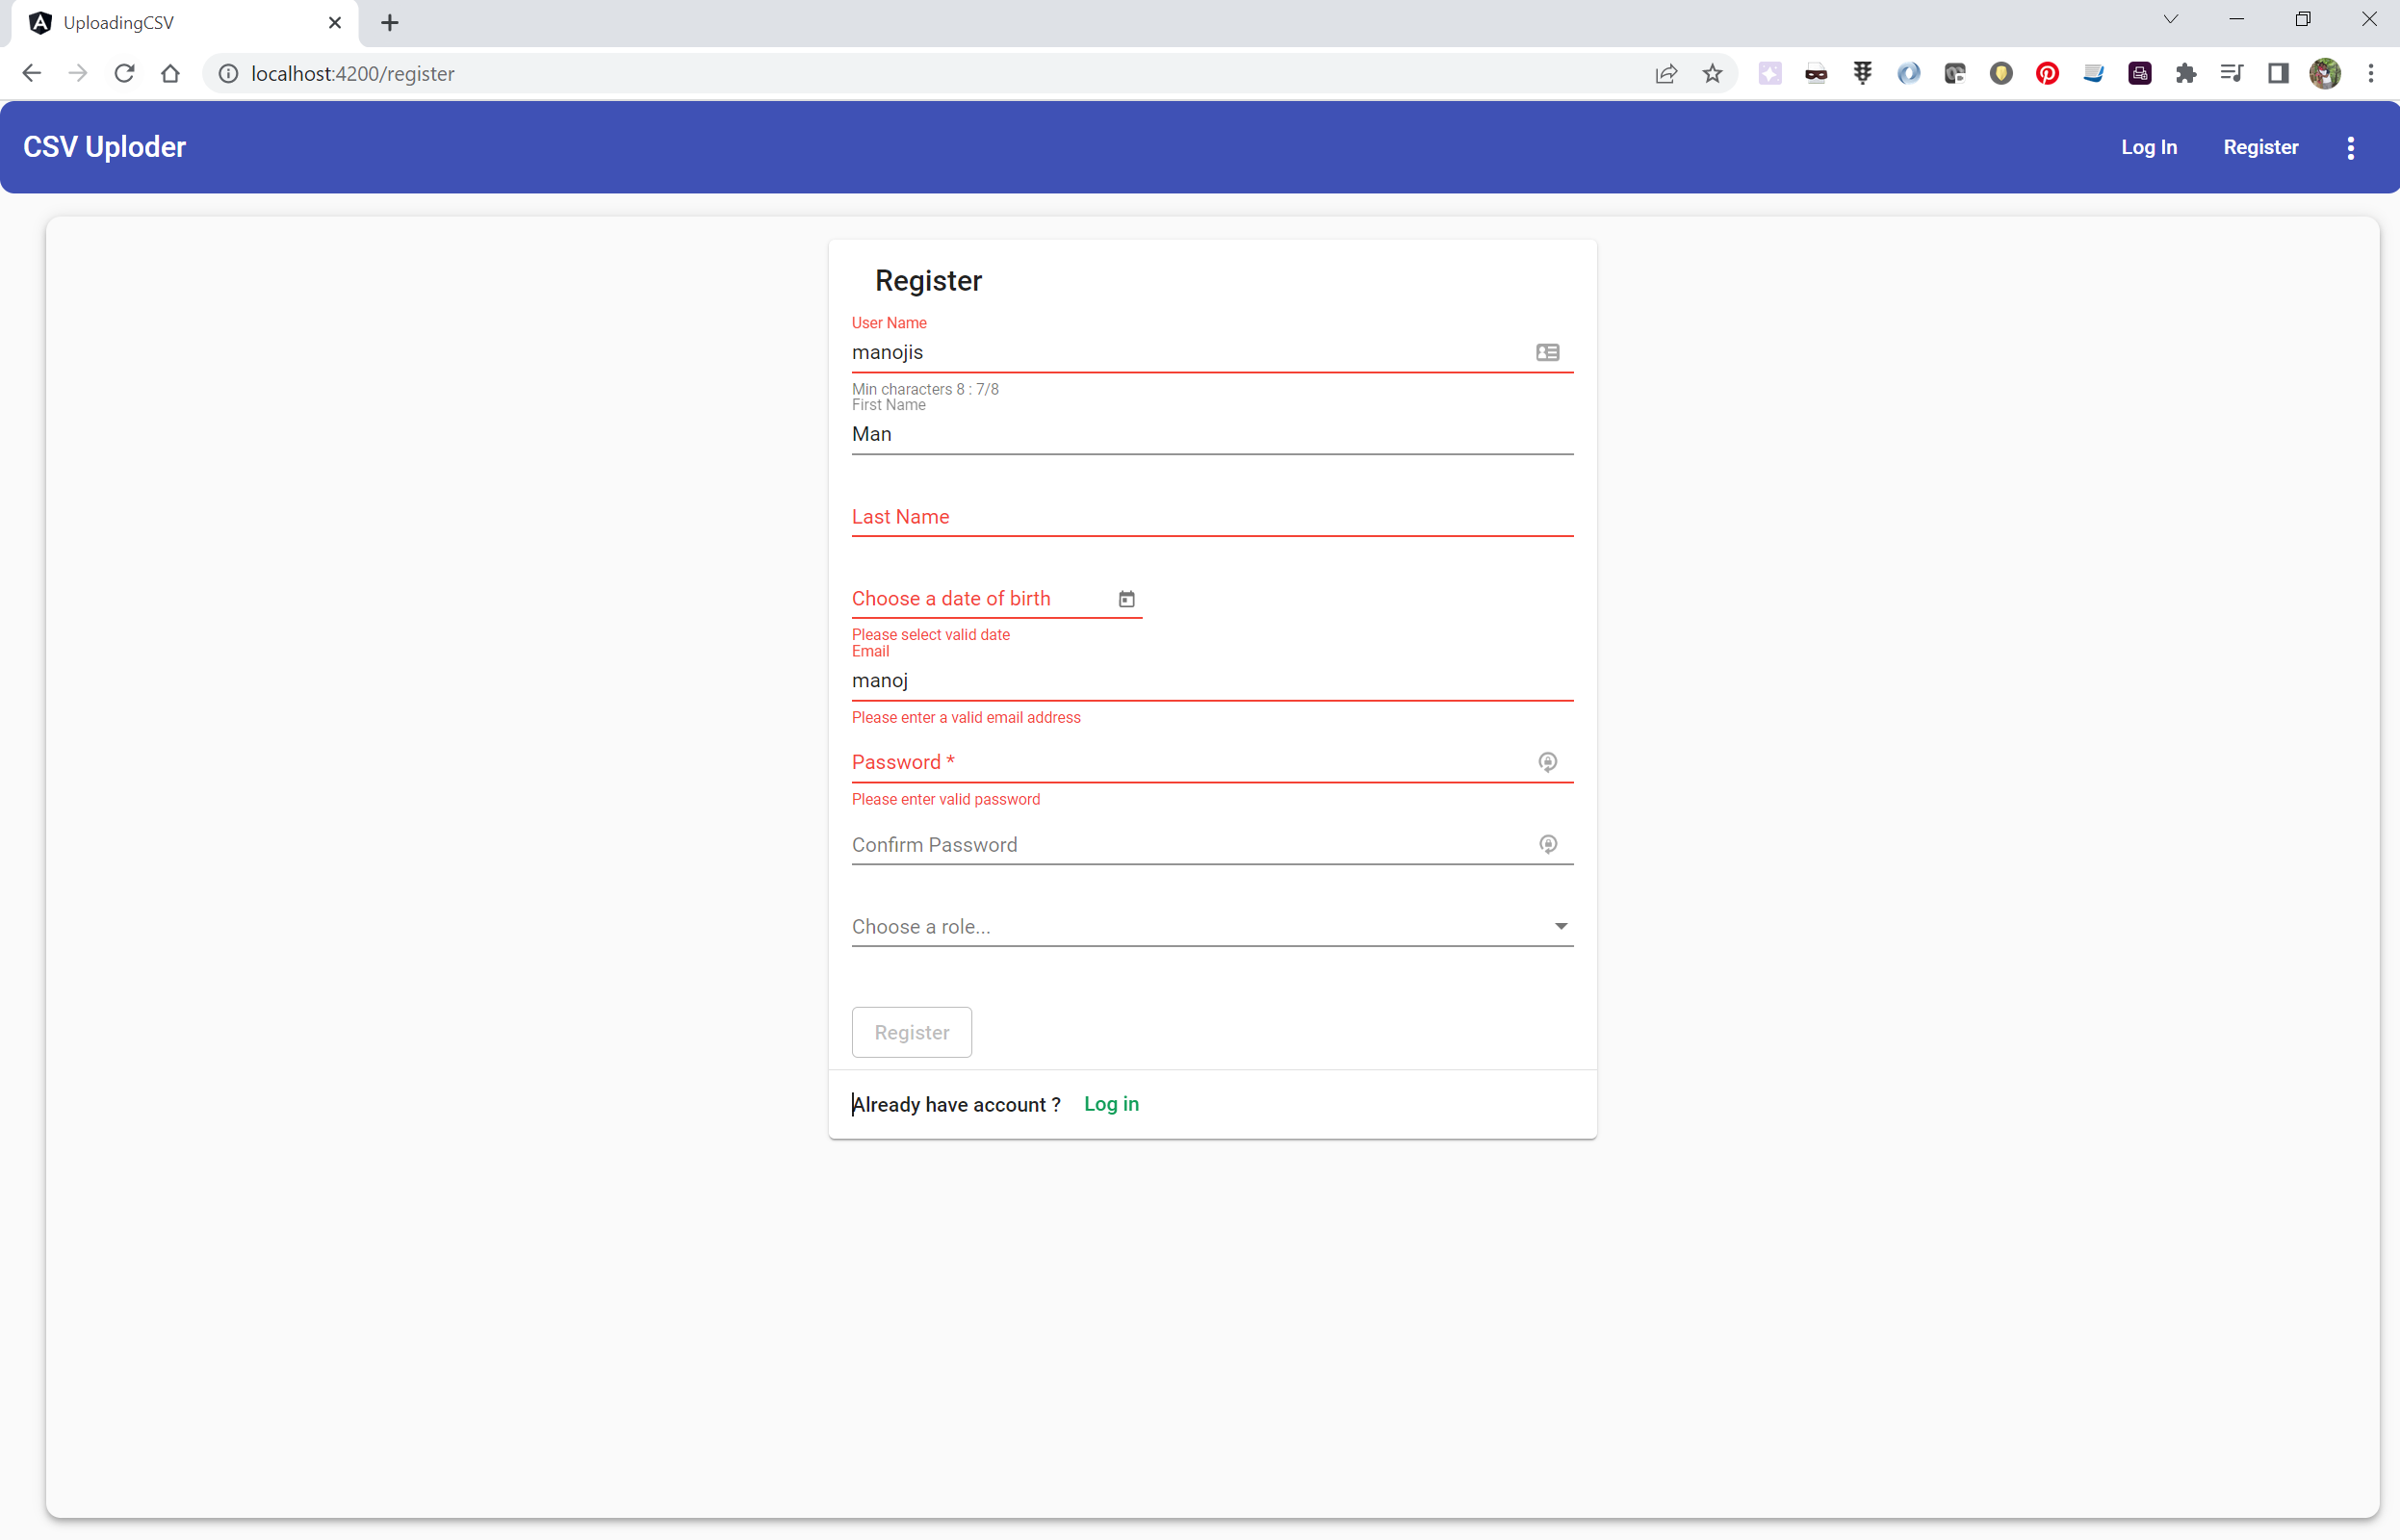 UploadingCSV
localhost:4200/register
CSV Uploder
Log In
Register
Register
User Name
manojis
Min characters 8 : 7/8
First Name
Man
Last Name
Choose a date of birth
Please select valid date
Email
manoj
Please enter a valid email address
Password *
Please enter valid password
Confirm Password
Choose a role...
Register
Already have account ? Log in